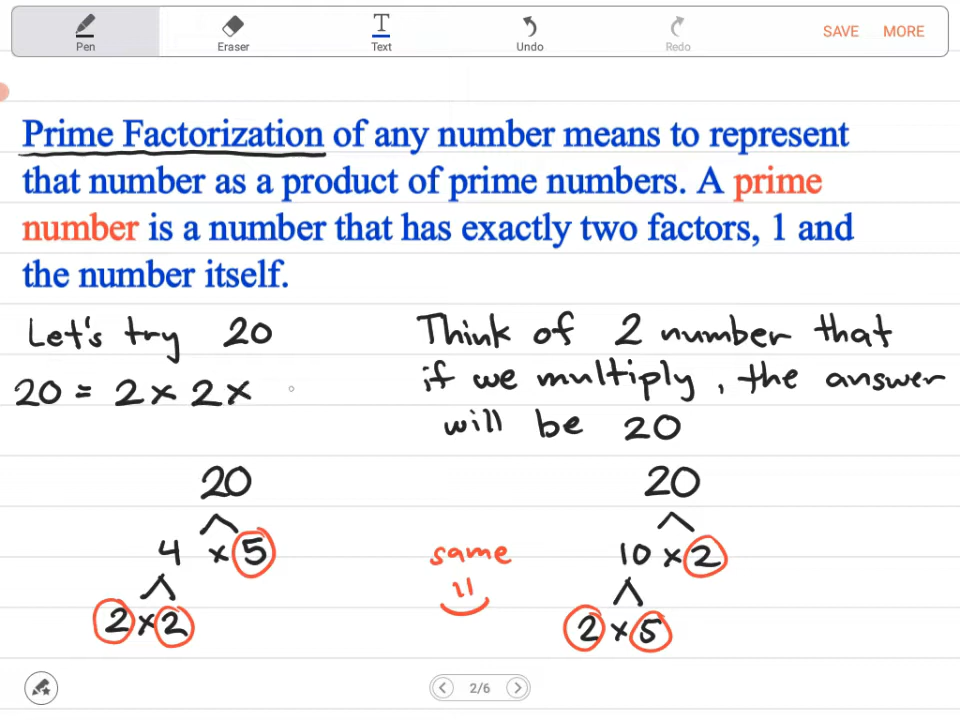 Pen Eraser Text Undo Redo SAVE MORE
Prime Factorization of any number means to represent
that number as a product of prime numbers. A prime
number is a number that has exactly two factors, 1 and
the number itself.
Let's try 20
20 = 2 x 2 x
Think of 2 number that
if we multiply, the answer
will be 20
20
4 x 5
2 x 2
same
20
10 x 2
2 x 5
2/6